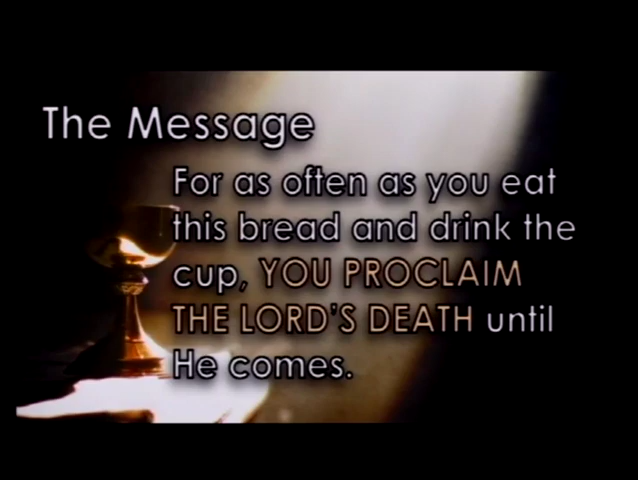 The Message
For as often as you eat
this bread and drink the
cup, YOU PROCLAIM
THE LORD'S DEATH until
He comes.